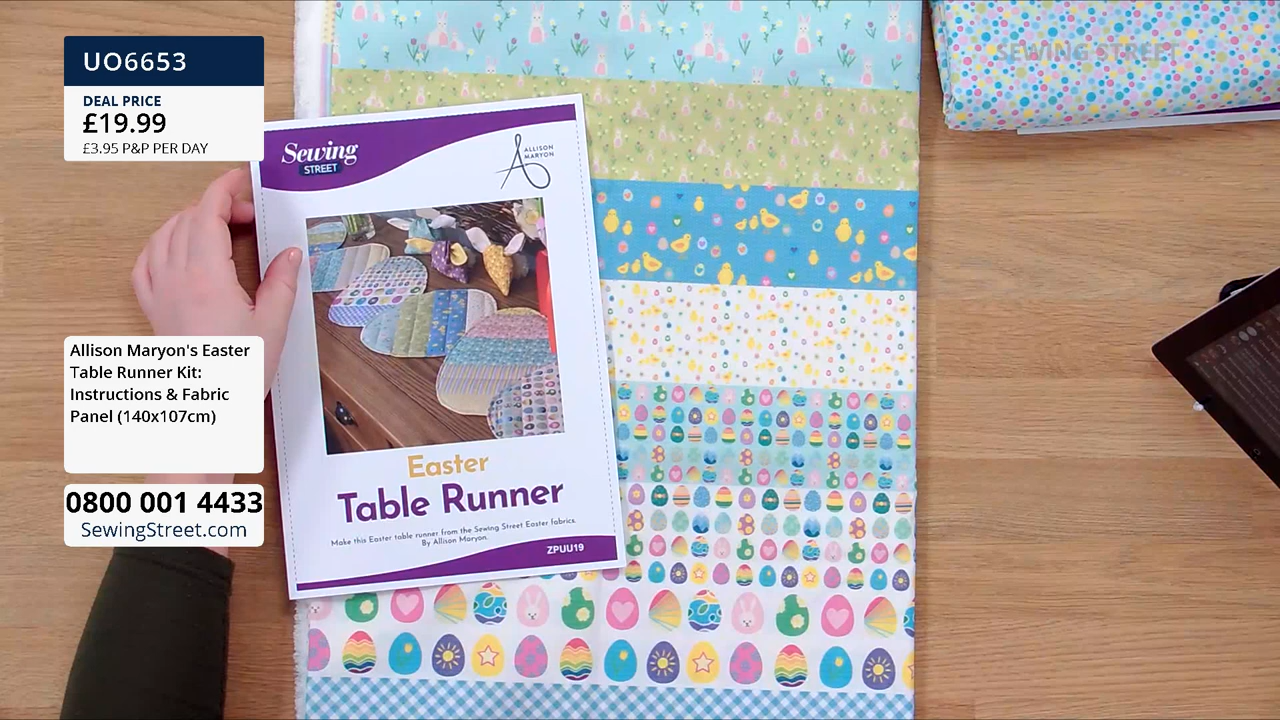 UO6653
DEAL PRICE
£19.99
£3.95 P&P PER DAY
SEWING STREET
Sewing
STREET
ALLISON
MARYON
Allison Maryon's Easter
Table Runner Kit:
Instructions & Fabric
Panel (140x107cm)
Easter
Table Runner
Make this Easter table runner from the Sewing Street Easter fabrics.
By Allison Maryon.
ZPUU19
0800 001 4433
SewingStreet.com